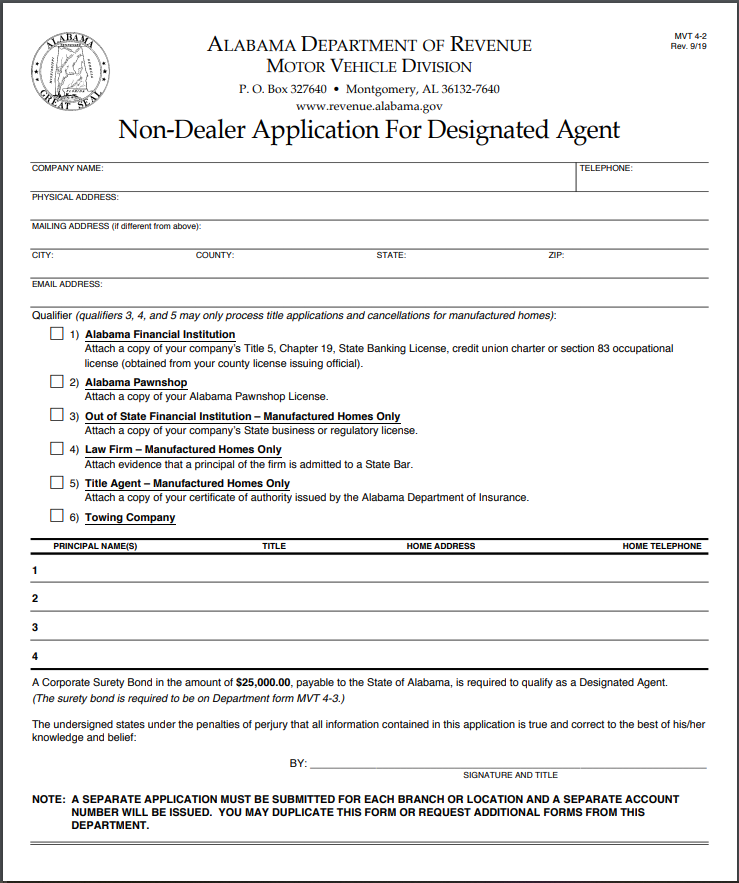 ALABAMA
GREAT SEAL
ALABAMA DEPARTMENT OF REVENUE
MOTOR VEHICLE DIVISION
P. O. Box 327640 • Montgomery, AL 36132-7640
www.revenue.alabama.gov
MVT 4-2
Rev. 9/19
Non-Dealer Application For Designated Agent
COMPANY NAME: TELEPHONE:
PHYSICAL ADDRESS:
MAILING ADDRESS (if different from above):
CITY: COUNTY: STATE: ZIP:
EMAIL ADDRESS:
Qualifier (qualifiers 3, 4, and 5 may only process title applications and cancellations for manufactured homes):
1) Alabama Financial Institution
Attach a copy of your company's Title 5, Chapter 19, State Banking License, credit union charter or section 83 occupational
license (obtained from your county license issuing official).
2) Alabama Pawnshop
Attach a copy of your Alabama Pawnshop License.
3) Out of State Financial Institution – Manufactured Homes Only
Attach a copy of your company's State business or regulatory license.
4) Law Firm – Manufactured Homes Only
Attach evidence that a principal of the firm is admitted to a State Bar.
5) Title Agent – Manufactured Homes Only
Attach a copy of your certificate of authority issued by the Alabama Department of Insurance.
6) Towing Company
PRINCIPAL NAME(S) TITLE HOME ADDRESS HOME TELEPHONE
1
2
3
4
A Corporate Surety Bond in the amount of $25,000.00, payable to the State of Alabama, is required to qualify as a Designated Agent.
(The surety bond is required to be on Department form MVT 4-3.)
The undersigned states under the penalties of perjury that all information contained in this application is true and correct to the best of his/her
knowledge and belief:
BY:
SIGNATURE AND TITLE
NOTE: A SEPARATE APPLICATION MUST BE SUBMITTED FOR EACH BRANCH OR LOCATION AND A SEPARATE ACCOUNT
NUMBER WILL BE ISSUED. YOU MAY DUPLICATE THIS FORM OR REQUEST ADDITIONAL FORMS FROM THIS
DEPARTMENT.